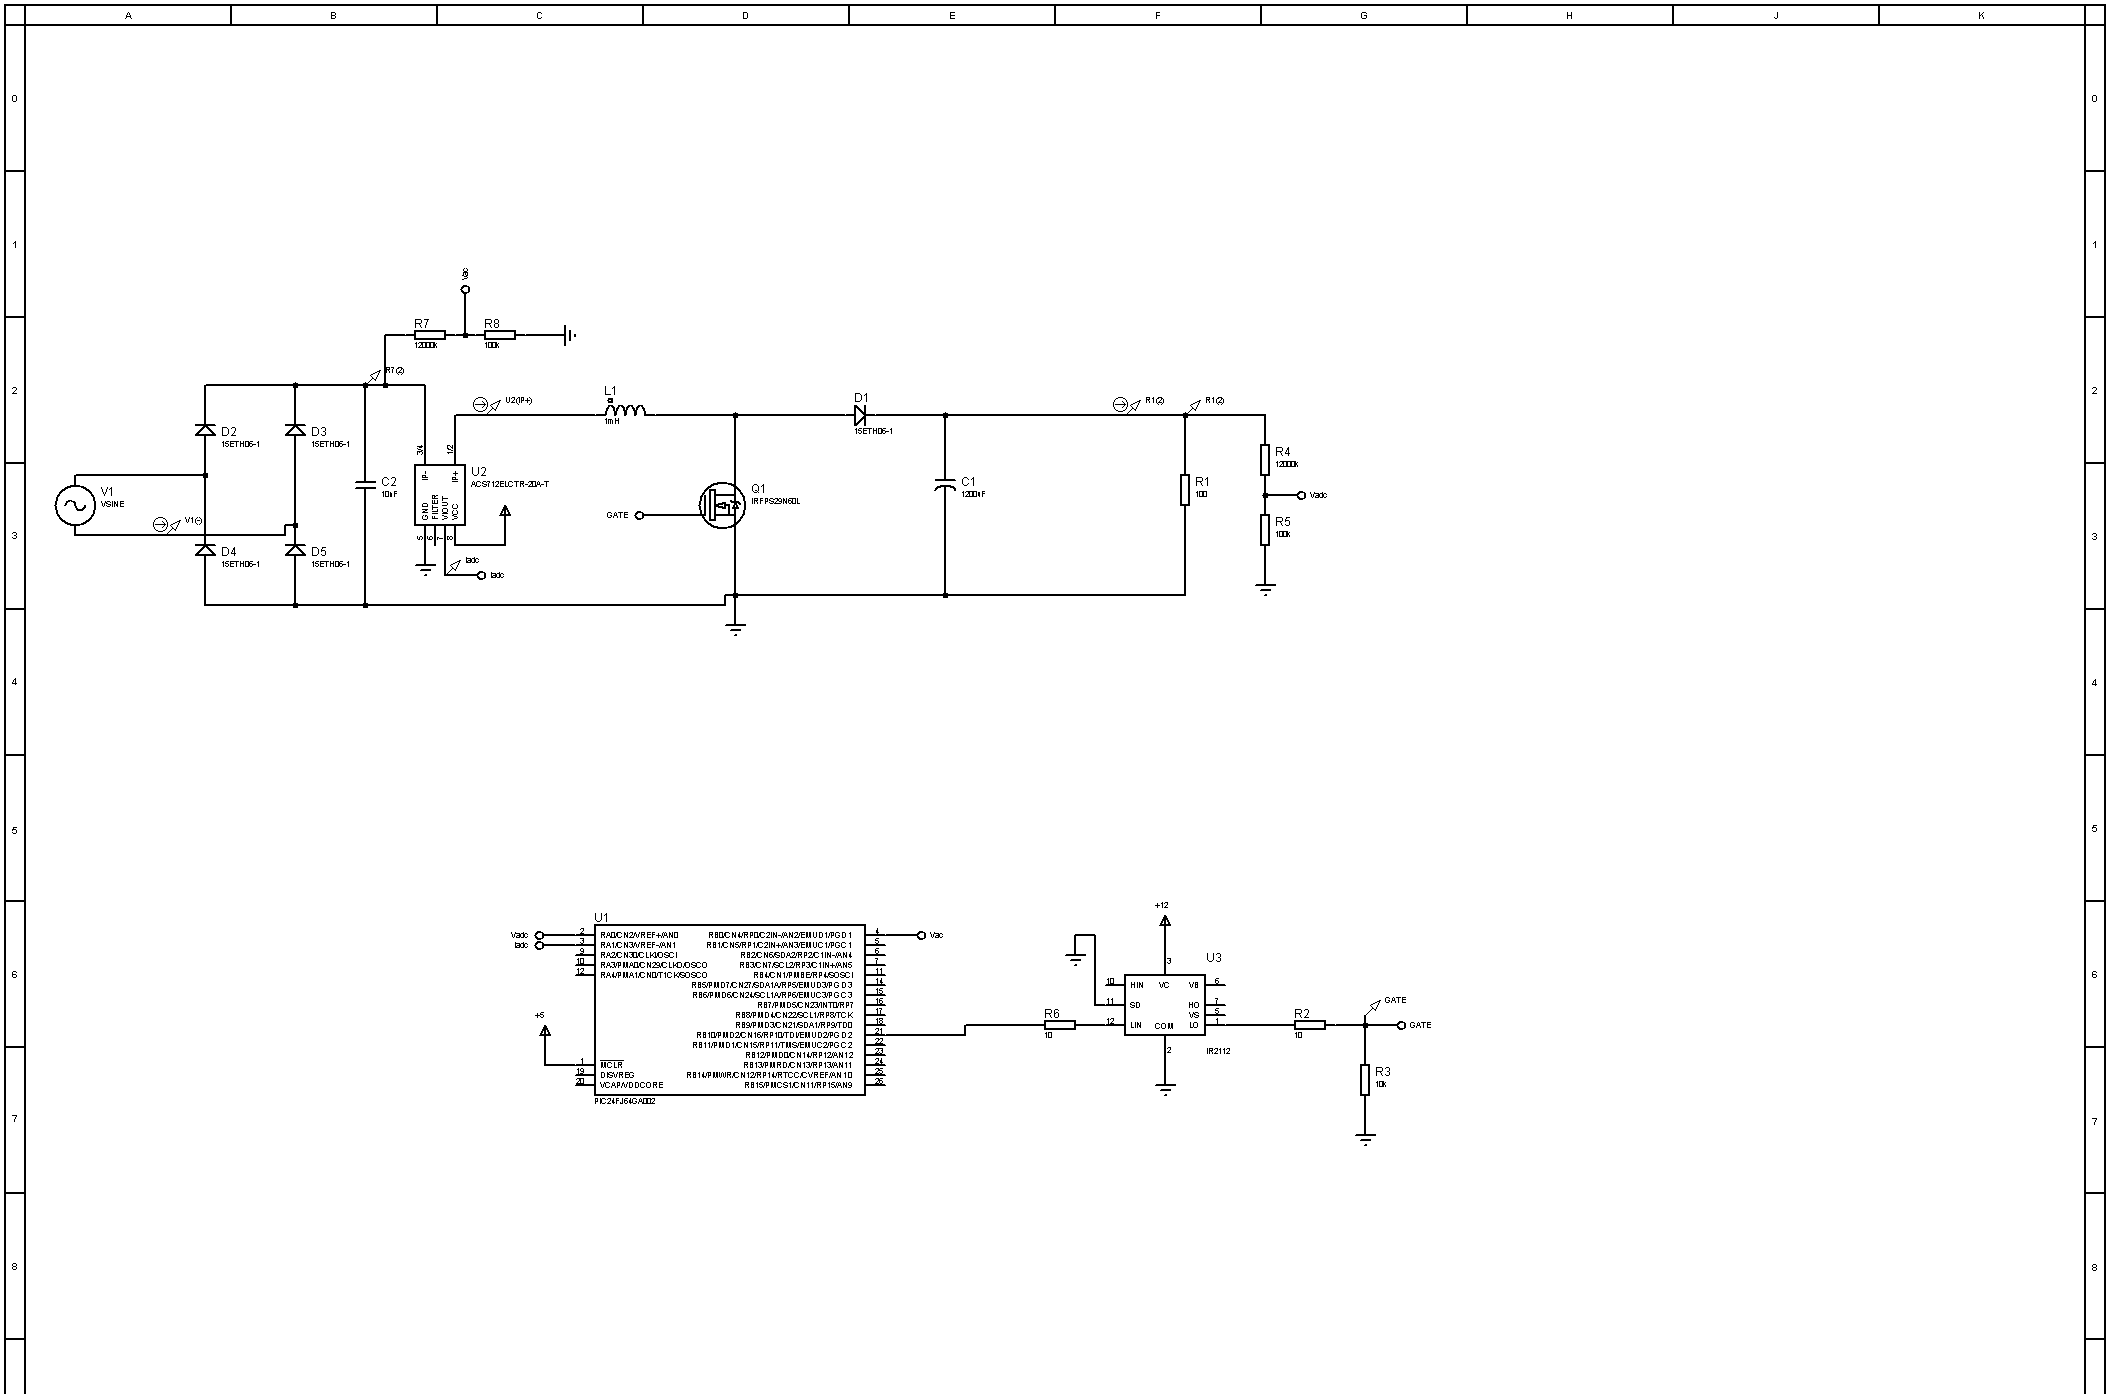 A B C D E F G H J K
0 0
1 1
R7
12000k
R8
100k
R7(2)
2 2
L1
1mH
U2(IP+)
D1
15ETH06-1
R1(2)
R1(2)
D2
15ETH06-1
D3
15ETH06-1
3/4
1/2
IP-
IP+
U2
ACS712ELCTR-20A-T
GND
FILTER
VIOUT
VCC
5
6
7
8
C2
10uF
V1
VSINE
V1(-)
Q1
IRFPS29N60L
GATE
C1
1200uF
R1
100
R4
12000k
Vadc
R5
100k
3 3
D4
15ETH06-1
D5
15ETH06-1
Iadc
Iadc
4 4
5 5
U1
Vadc 2 RA0/CN2/VREF+/AN0
Iadc 3 RA1/CN3/VREF-/AN1
9 RA2/CN30/CLKI/OSCI
10 RA3/PMA0/CN29/CLKO/OSCO
12 RA4/PMA1/CN0/T1CK/SOSCO
+5
1 MCLR
19 DISVREG
20 VCAP/VDDCORE
RB0/CN4/RP0/C2IN-/AN2/EMUD1/PGD1 4 Vac
RB1/CN5/RP1/C2IN+/AN3/EMUC1/PGC1 5
RB2/CN6/SDA2/RP2/C1IN-/AN4 6
RB3/CN7/SCL2/RP3/C1IN+/AN5 7
RB4/CN1/PMBE/RP4/SOSCI 11
RB5/PMD7/CN27/SDA1A/RP5/EMUD3/PGD3 14
RB6/PMD6/CN24/SCL1A/RP6/EMUC3/PGC3 15
RB7/PMD5/CN23/INT0/RP7 16
RB8/PMD4/CN22/SCL1/RP8/TCK 17
RB9/PMD3/CN21/SDA1/RP9/TDO 18
RB10/PMD2/CN16/RP10/TDI/EMUD2/PGD2 21
RB11/PMD1/CN15/RP11/TMS/EMUC2/PGC2 22
RB12/PMD0/CN14/RP12/AN12 23
RB13/PMRD/CN13/RP13/AN11 24
RB14/PMWR/CN12/RP14/RTCC/CVREF/AN10 25
RB15/PMCS1/CN11/RP15/AN9 26
PIC24FJ64GA002
6 6
+12
3
U3
10 HIN VC VB 6
11 SD HO 7
VS 5
12 LIN COM LO 1
2
IR2112
R6
10
R2
10
GATE
GATE
R3
10k
7 7
8 8